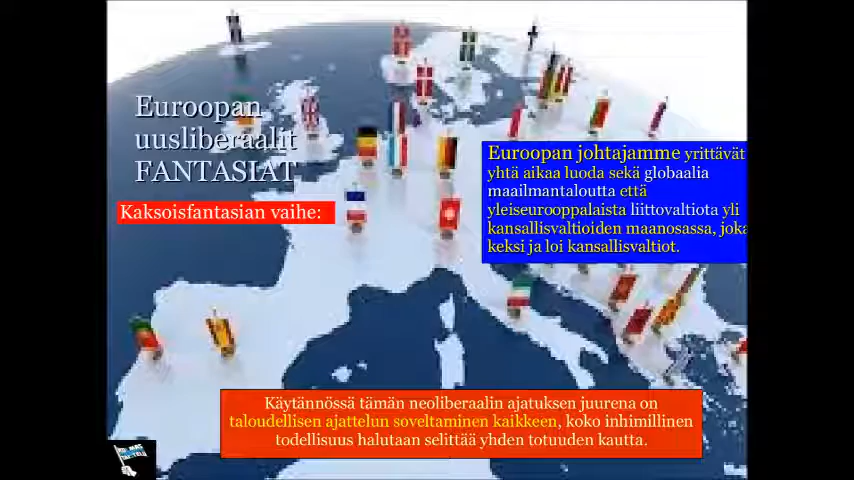 Euroopan
uusliberaalit
FANTASIAT
Kaksoisfantasian vaihe:
Euroopan johtajamme yrittävät
yhtä aikaa luoda sekä globaalia
maailmantaloutta että
yleiseurooppalaista liittovaltiota yli
kansallisvaltioiden maanosassa, joka
keksi ja loi kansallisvaltiot.
Käytännössä tämän neoliberaalin ajatuksen juurena on
taloudellisen ajattelun soveltaminen kaikkeen, koko inhimillinen
todellisuus halutaan selittää yhden totuuden kautta.